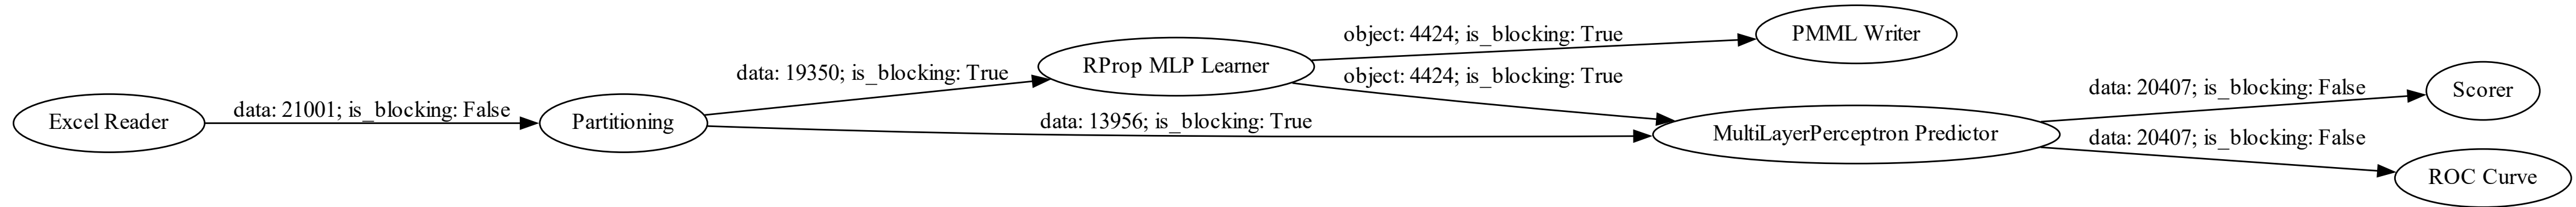 Excel Reader
data: 21001; is_blocking: False
Partitioning
data: 19350; is_blocking: True
data: 13956; is_blocking: True
RProp MLP Learner
object: 4424; is_blocking: True
object: 4424; is_blocking: True
PMML Writer
MultiLayerPerceptron Predictor
data: 20407; is_blocking: False
data: 20407; is_blocking: False
Scorer
ROC Curve